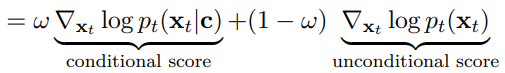 = ω ∇_{𝐱_t} log p_t(𝐱_t|𝐜) + (1 − ω) ∇_{𝐱_t} log p_t(𝐱_t)
conditional score unconditional score